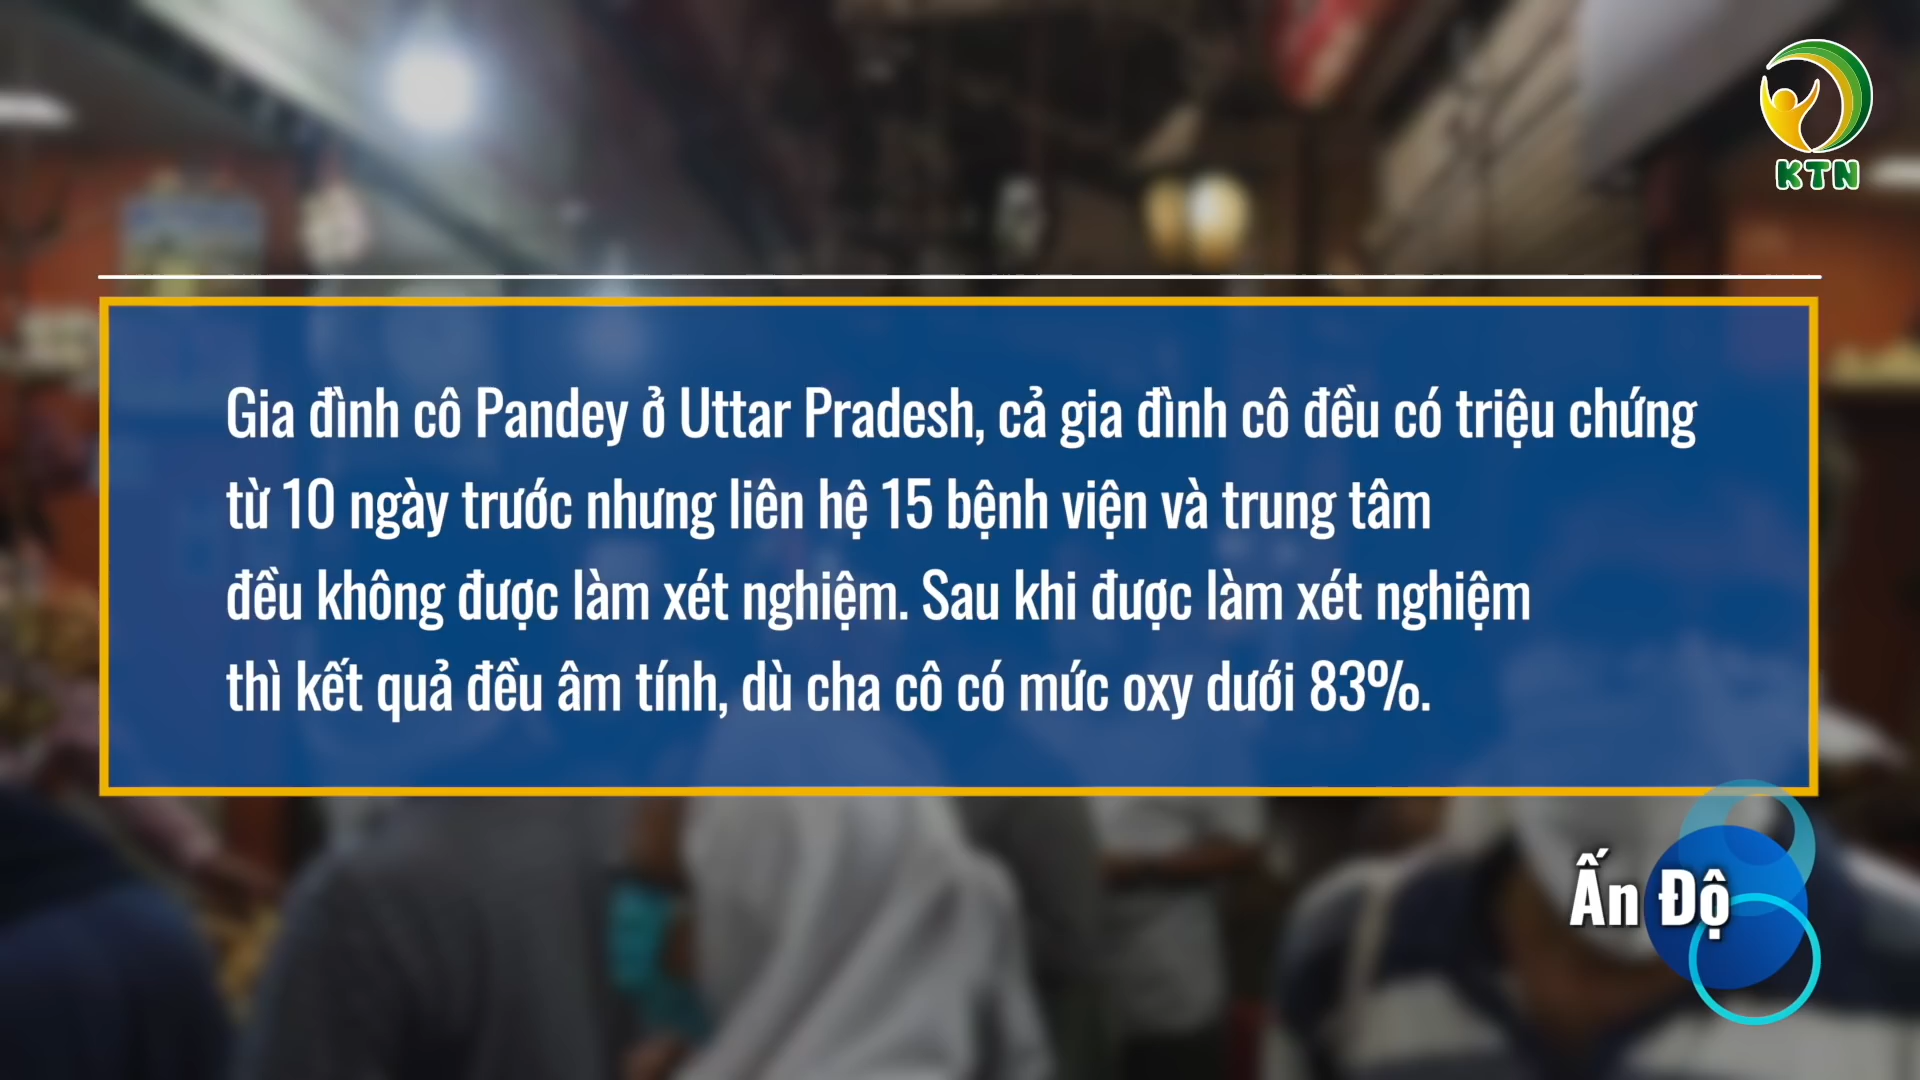 KTN
Gia đình cô Pandey ở Uttar Pradesh, cả gia đình cô đều có triệu chứng
từ 10 ngày trước nhưng liên hệ 15 bệnh viện và trung tâm
đều không được làm xét nghiệm. Sau khi được làm xét nghiệm
thì kết quả đều âm tính, dù cha cô có mức oxy dưới 83%.
Ấn Độ